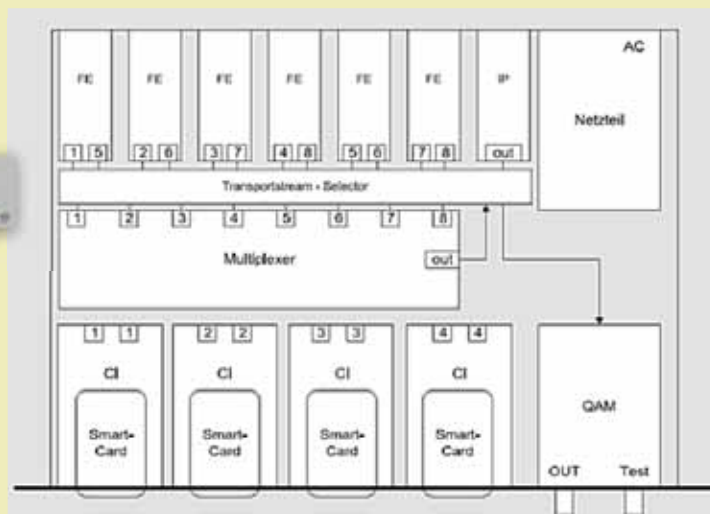 AC
FE FE FE FE FE FE IP
Netzteil
1 5 2 6 3 7 4 8 5 6 7 8 out
Transportstream - Selector
1 2 3 4 5 6 7 8
Multiplexer
out
1 1 2 2 3 3 4 4
CI CI CI CI
QAM
Smart-
Card
Smart-
Card
Smart-
Card
Smart-
Card
OUT Test